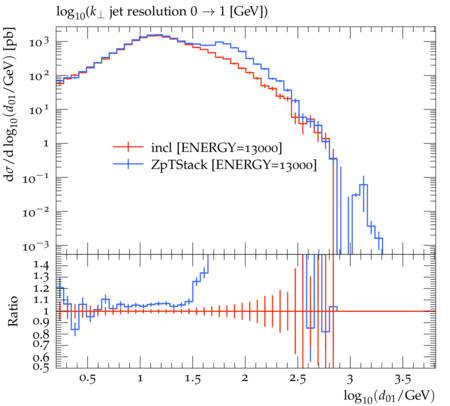 log₁₀(k⊥ jet resolution 0 → 1 [GeV])
dσ/d log₁₀(d₀₁/GeV) [pb]
10³
10²
10¹
1
10⁻¹
10⁻²
10⁻³
incl [ENERGY=13000]
ZpTStack [ENERGY=13000]
Ratio
1.4
1.3
1.2
1.1
1
0.9
0.8
0.7
0.6
0.5
0.5 1 1.5 2 2.5 3 3.5
log₁₀(d₀₁/GeV)